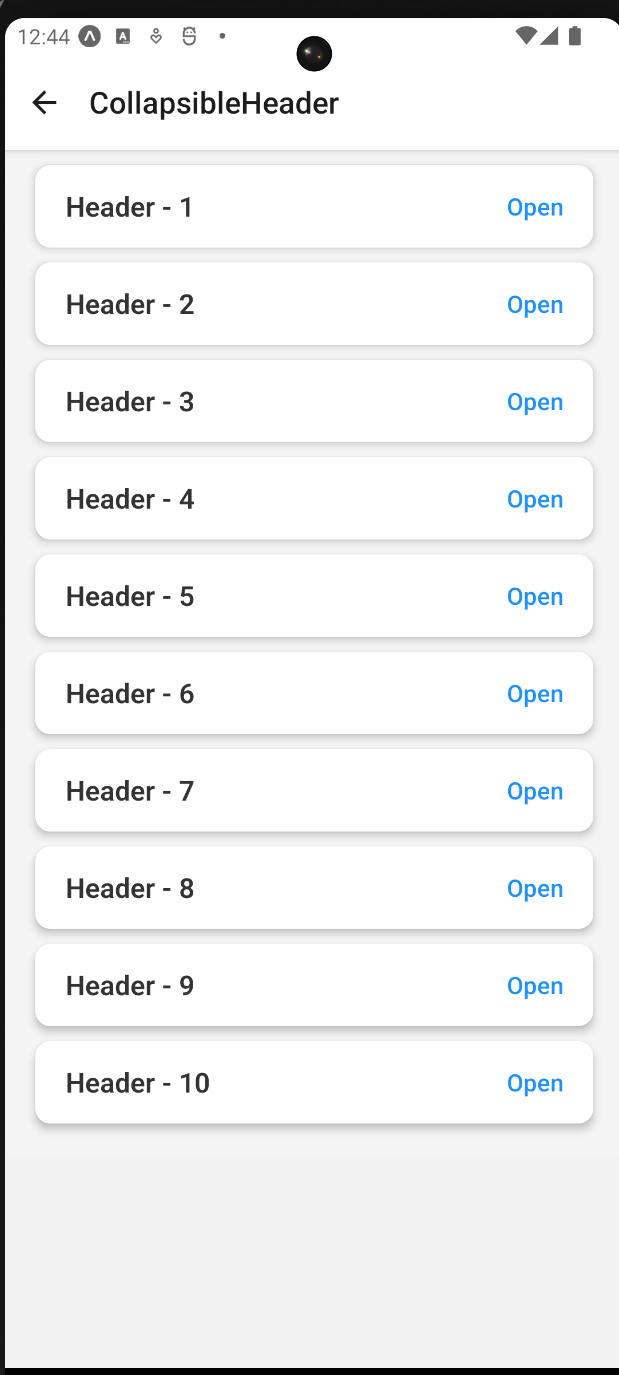 12:44
CollapsibleHeader
Header - 1 Open
Header - 2 Open
Header - 3 Open
Header - 4 Open
Header - 5 Open
Header - 6 Open
Header - 7 Open
Header - 8 Open
Header - 9 Open
Header - 10 Open